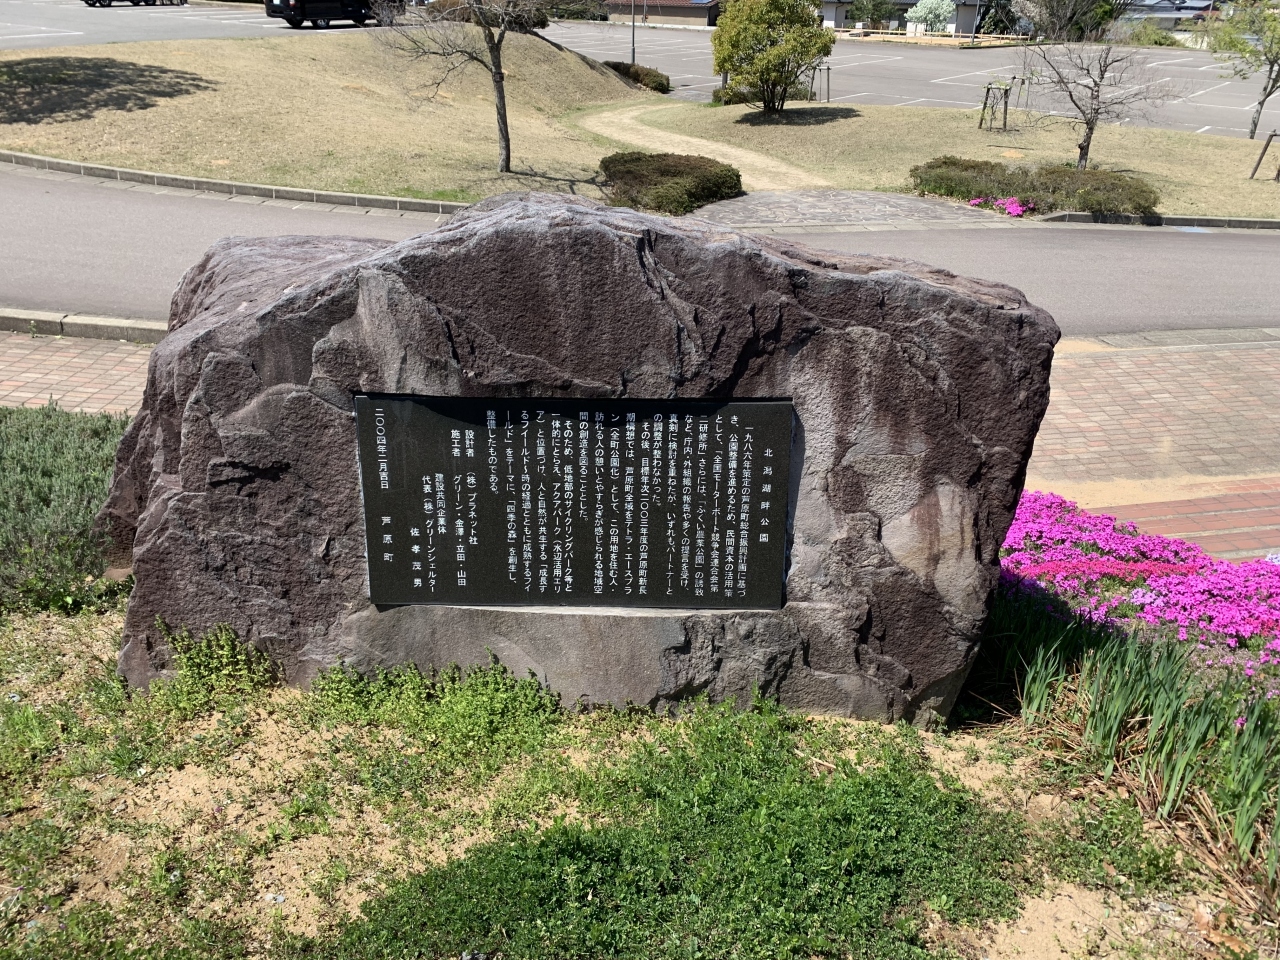 北潟湖畔公園
一九八六年策定の芦原町総合振興計画に基づ
き、公園整備を進めるため、民間資本の活用策
として、「全国モーターボート競争会連合会第
二研修所」さらには、「ふくい農業公園」の誘致
など、庁内・外組織の報告や多くの提言を受け、
真剣に検討を重ねたが、いずれもパートナーと
の調整が整わなかった。
その後、目標年次二〇〇三年度の芦原町新長
期構想では、芦原町全域をテトラ・エースプラ
ン（全町公園化）として、この用地を住む人・
訪れる人の憩いとやすらぎが感じられる地域空
間の創造を図ることとした。
そのため、低地部のサイクリングパーク等と
一体的にとらえ、アクアパーク（水辺活用エリ
ア）と位置づけ、人と自然が共生する「成長す
るフィールド〜時の経過とともに成熟するフィ
ールド」をテーマに、「四季の森」を創生し、
整備したものである。
設計者 （株）プラネット社
施工者 グリーン・金澤・立田・山田
建設共同企業体
代表（株）グリーンシェルター
佐孝茂男
二〇〇四年二月吉日 芦原町